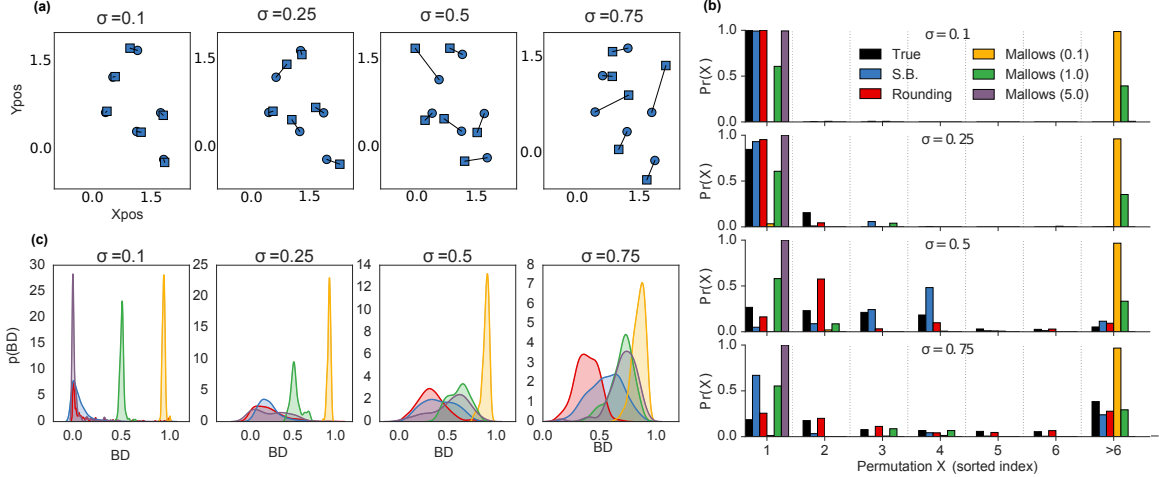 (a)
σ =0.1
σ =0.25
σ =0.5
σ =0.75
Ypos
1.5
0.0
0.0
1.5
Xpos
1.5
0.0
0.0
1.5
1.5
0.0
0.0
1.5
1.5
0.0
0.0
1.5
(b)
Pr(X)
1.0
0.5
0.0
σ = 0.1
True
S.B.
Rounding
Mallows (0.1)
Mallows (1.0)
Mallows (5.0)
Pr(X)
1.0
0.5
0.0
σ = 0.25
Pr(X)
1.0
0.5
0.0
σ = 0.5
Pr(X)
1.0
0.5
0.0
σ = 0.75
1
2
3
4
5
6
>6
Permutation X (sorted index)
(c)
σ =0.1
p(BD)
30
25
20
15
10
5
0
0.0
0.5
1.0
BD
σ =0.25
25
20
15
10
5
0
0.0
0.5
1.0
BD
σ =0.5
14
12
10
8
6
4
2
0
0.0
0.5
1.0
BD
σ =0.75
8
7
6
5
4
3
2
1
0
0.0
0.5
1.0
BD